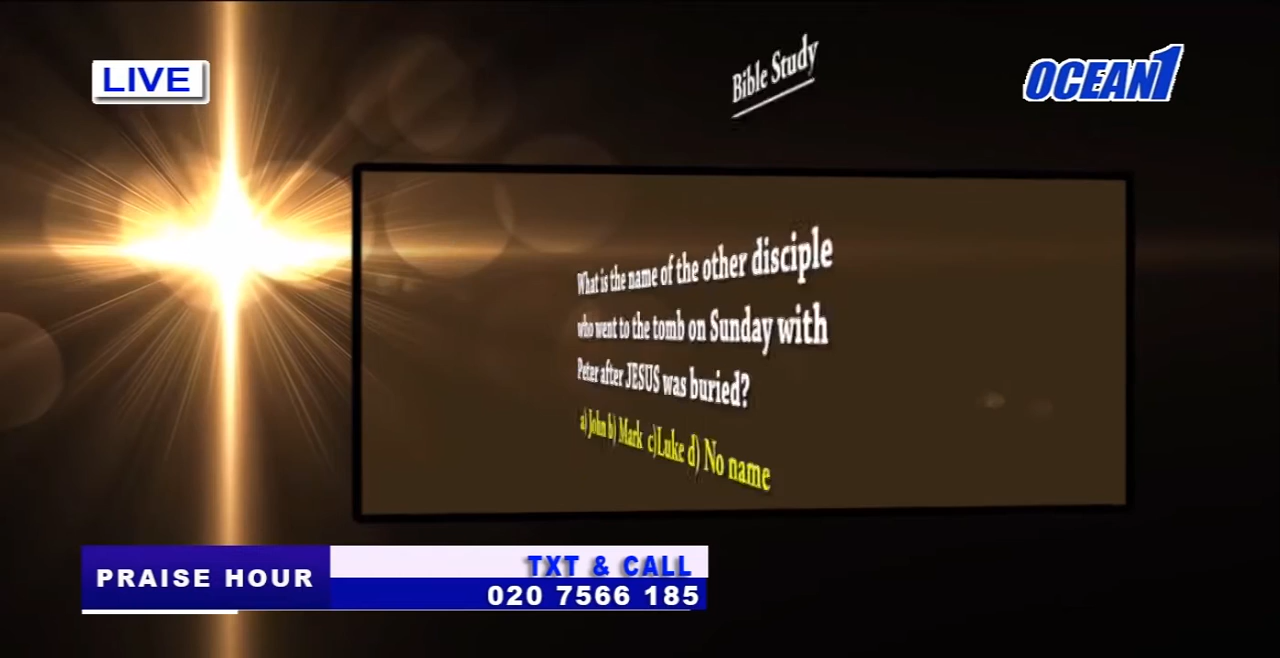 LIVE
Bible Study
OCEAN1
What is the name of the other disciple
who went to the tomb on Sunday with
Peter after JESUS was buried?
a) John b) Mark c)Luke d) No name
PRAISE HOUR
TXT & CALL
020 7566 185